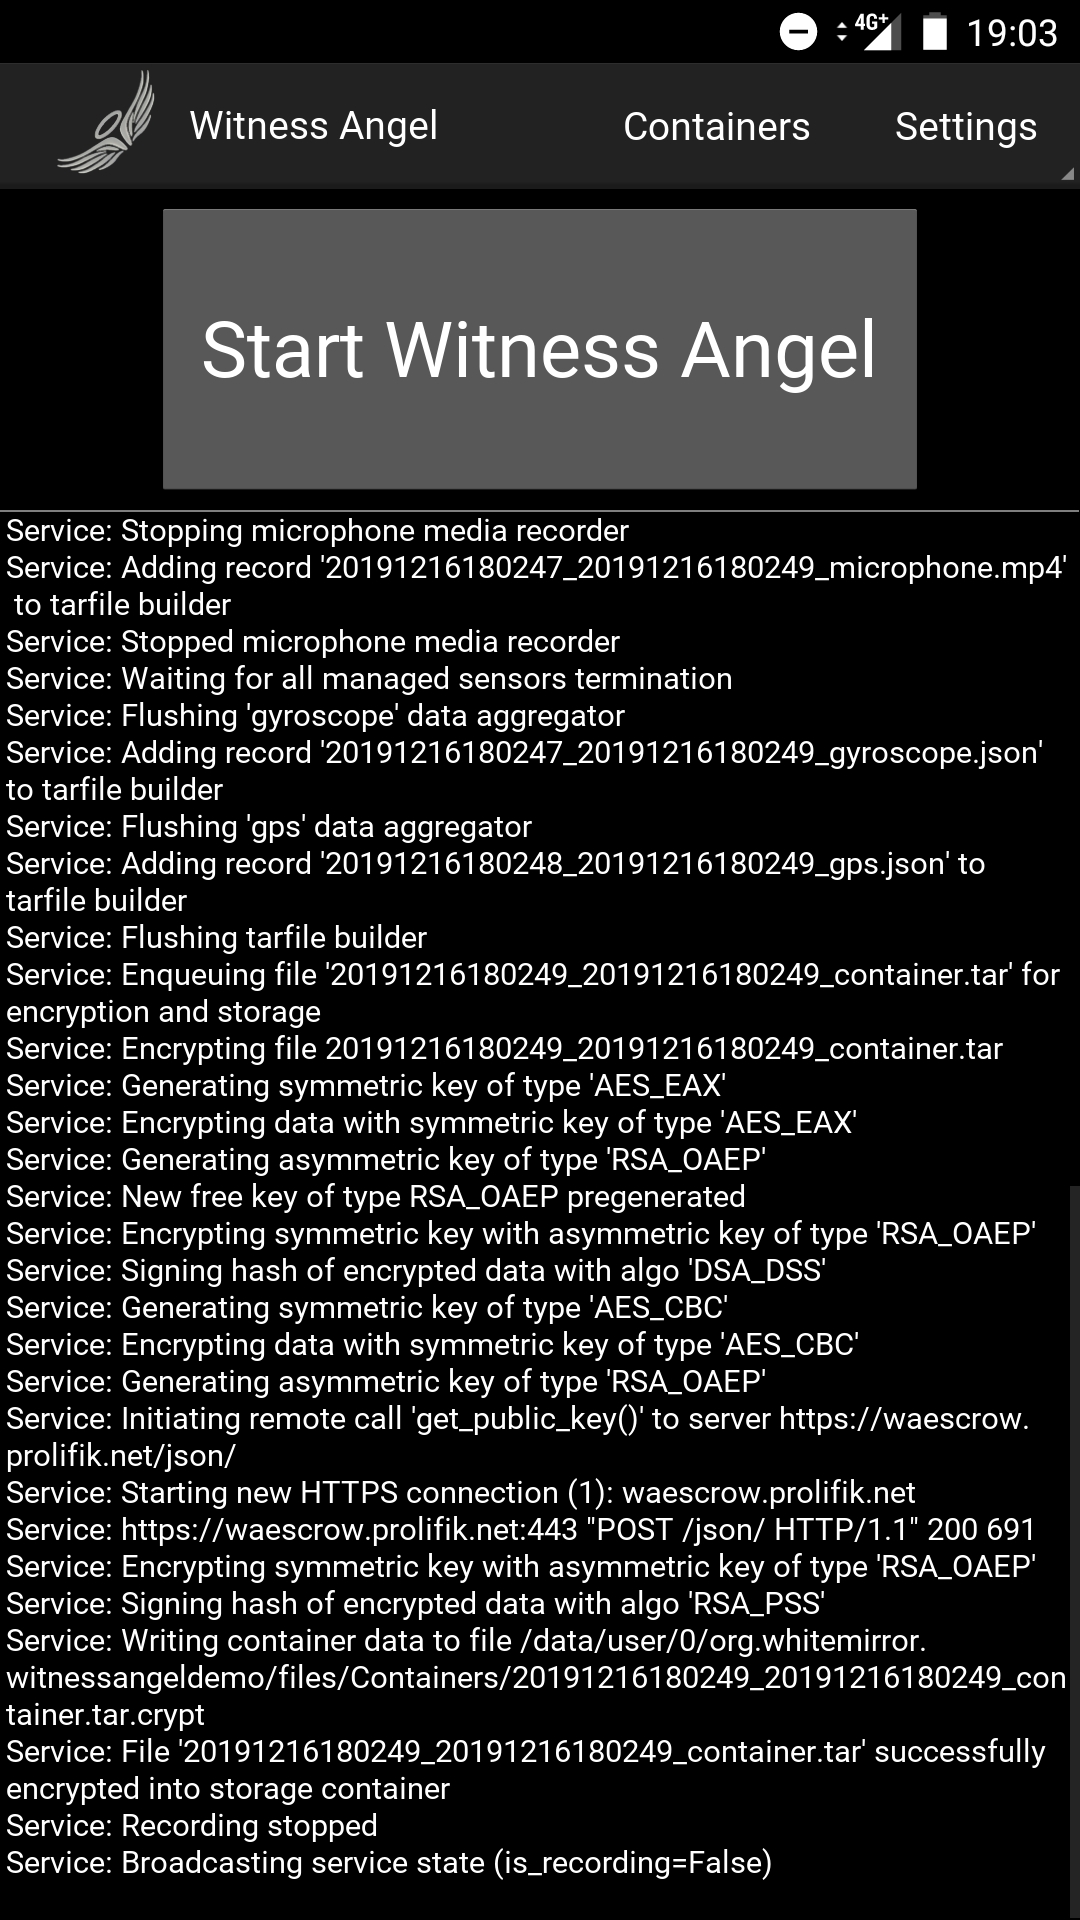 4G+ 19:03
Witness Angel Containers Settings
Start Witness Angel
Service: Stopping microphone media recorder
Service: Adding record '20191216180247_20191216180249_microphone.mp4'
to tarfile builder
Service: Stopped microphone media recorder
Service: Waiting for all managed sensors termination
Service: Flushing 'gyroscope' data aggregator
Service: Adding record '20191216180247_20191216180249_gyroscope.json'
to tarfile builder
Service: Flushing 'gps' data aggregator
Service: Adding record '20191216180248_20191216180249_gps.json' to
tarfile builder
Service: Flushing tarfile builder
Service: Enqueuing file '20191216180249_20191216180249_container.tar' for
encryption and storage
Service: Encrypting file 20191216180249_20191216180249_container.tar
Service: Generating symmetric key of type 'AES_EAX'
Service: Encrypting data with symmetric key of type 'AES_EAX'
Service: Generating asymmetric key of type 'RSA_OAEP'
Service: New free key of type RSA_OAEP pregenerated
Service: Encrypting symmetric key with asymmetric key of type 'RSA_OAEP'
Service: Signing hash of encrypted data with algo 'DSA_DSS'
Service: Generating symmetric key of type 'AES_CBC'
Service: Encrypting data with symmetric key of type 'AES_CBC'
Service: Generating asymmetric key of type 'RSA_OAEP'
Service: Initiating remote call 'get_public_key()' to server https://waescrow.
prolifik.net/json/
Service: Starting new HTTPS connection (1): waescrow.prolifik.net
Service: https://waescrow.prolifik.net:443 "POST /json/ HTTP/1.1" 200 691
Service: Encrypting symmetric key with asymmetric key of type 'RSA_OAEP'
Service: Signing hash of encrypted data with algo 'RSA_PSS'
Service: Writing container data to file /data/user/0/org.whitemirror.
witnessangeldemo/files/Containers/20191216180249_20191216180249_con
tainer.tar.crypt
Service: File '20191216180249_20191216180249_container.tar' successfully
encrypted into storage container
Service: Recording stopped
Service: Broadcasting service state (is_recording=False)